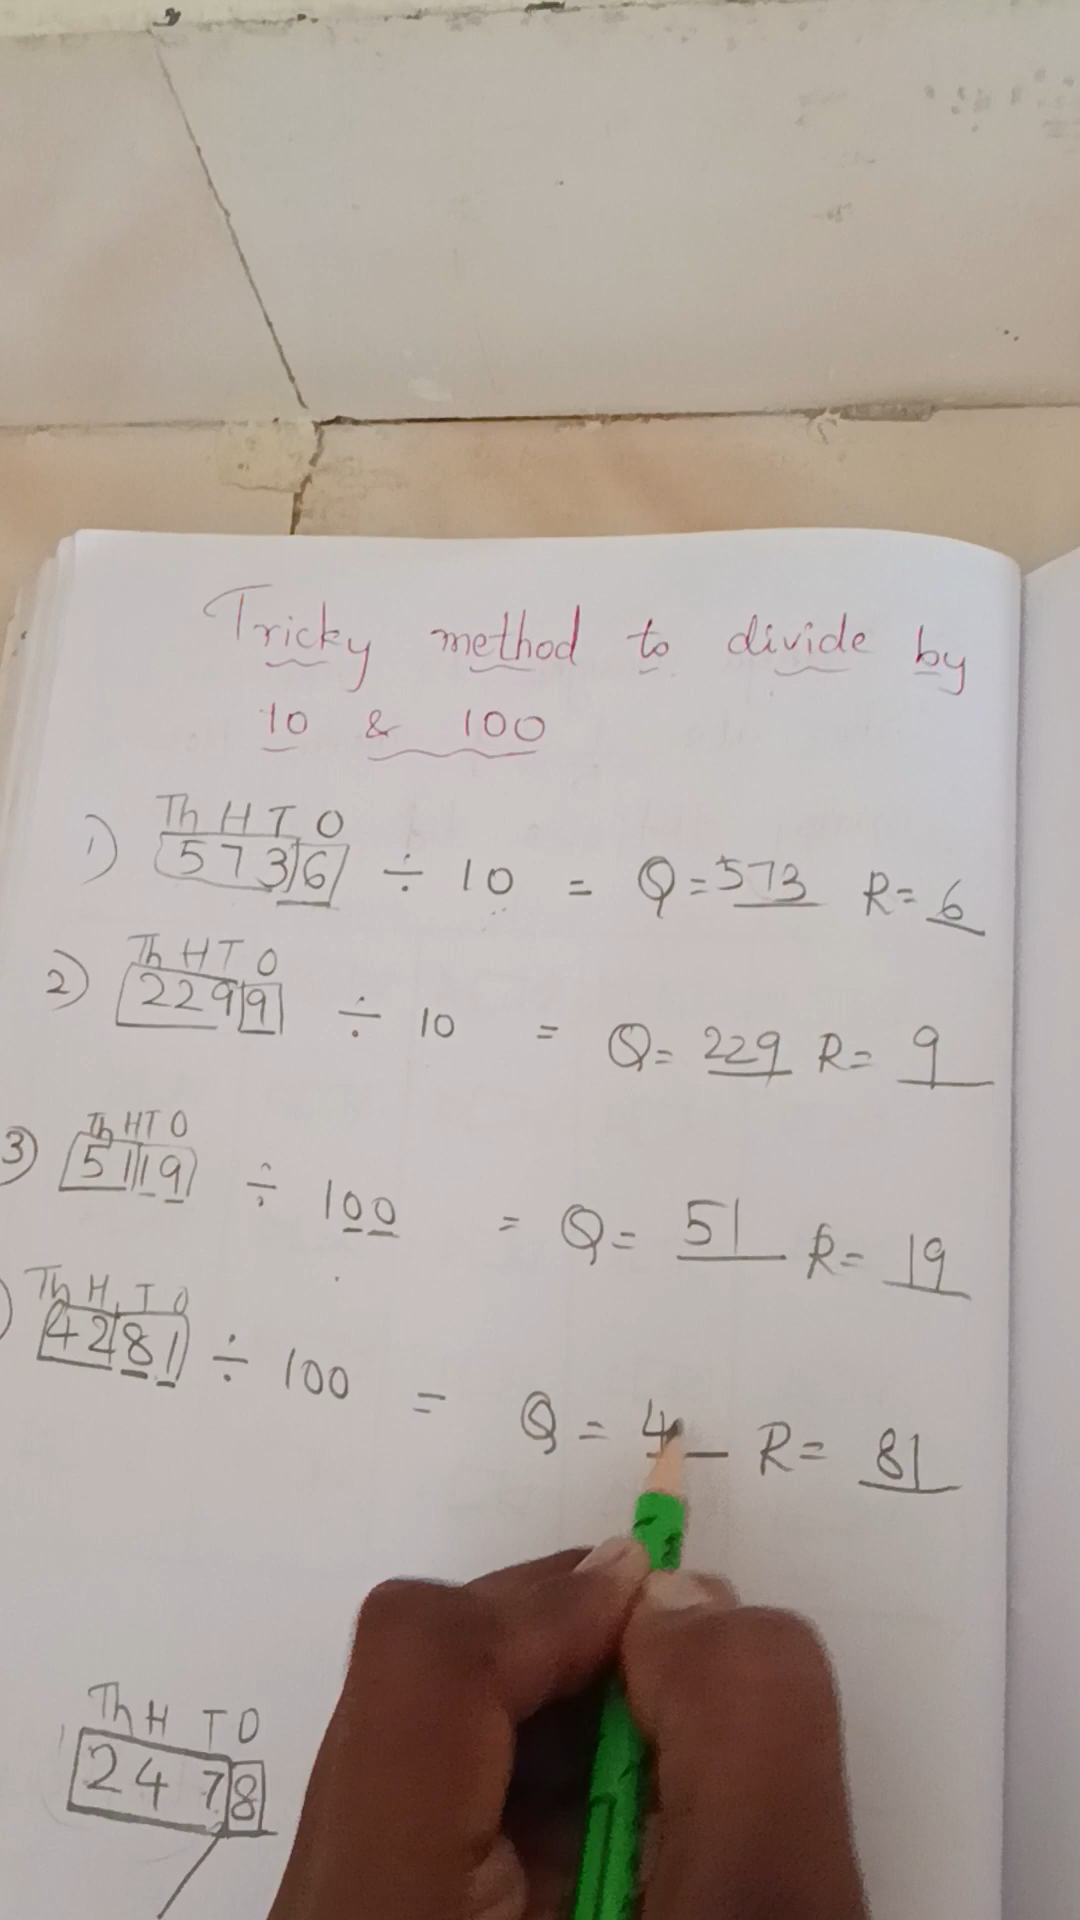 Tricky method to divide by
10 & 100
Th H T O
1) 5736 ÷ 10 = Q = 573 R = 6
Th H T O
2) 2299 ÷ 10 = Q = 229 R = 9
Th H T O
3) 5119 ÷ 100 = Q = 51 R = 19
Th H T O
) 4281 ÷ 100 = Q = 4 R = 81
Th H T O
2478